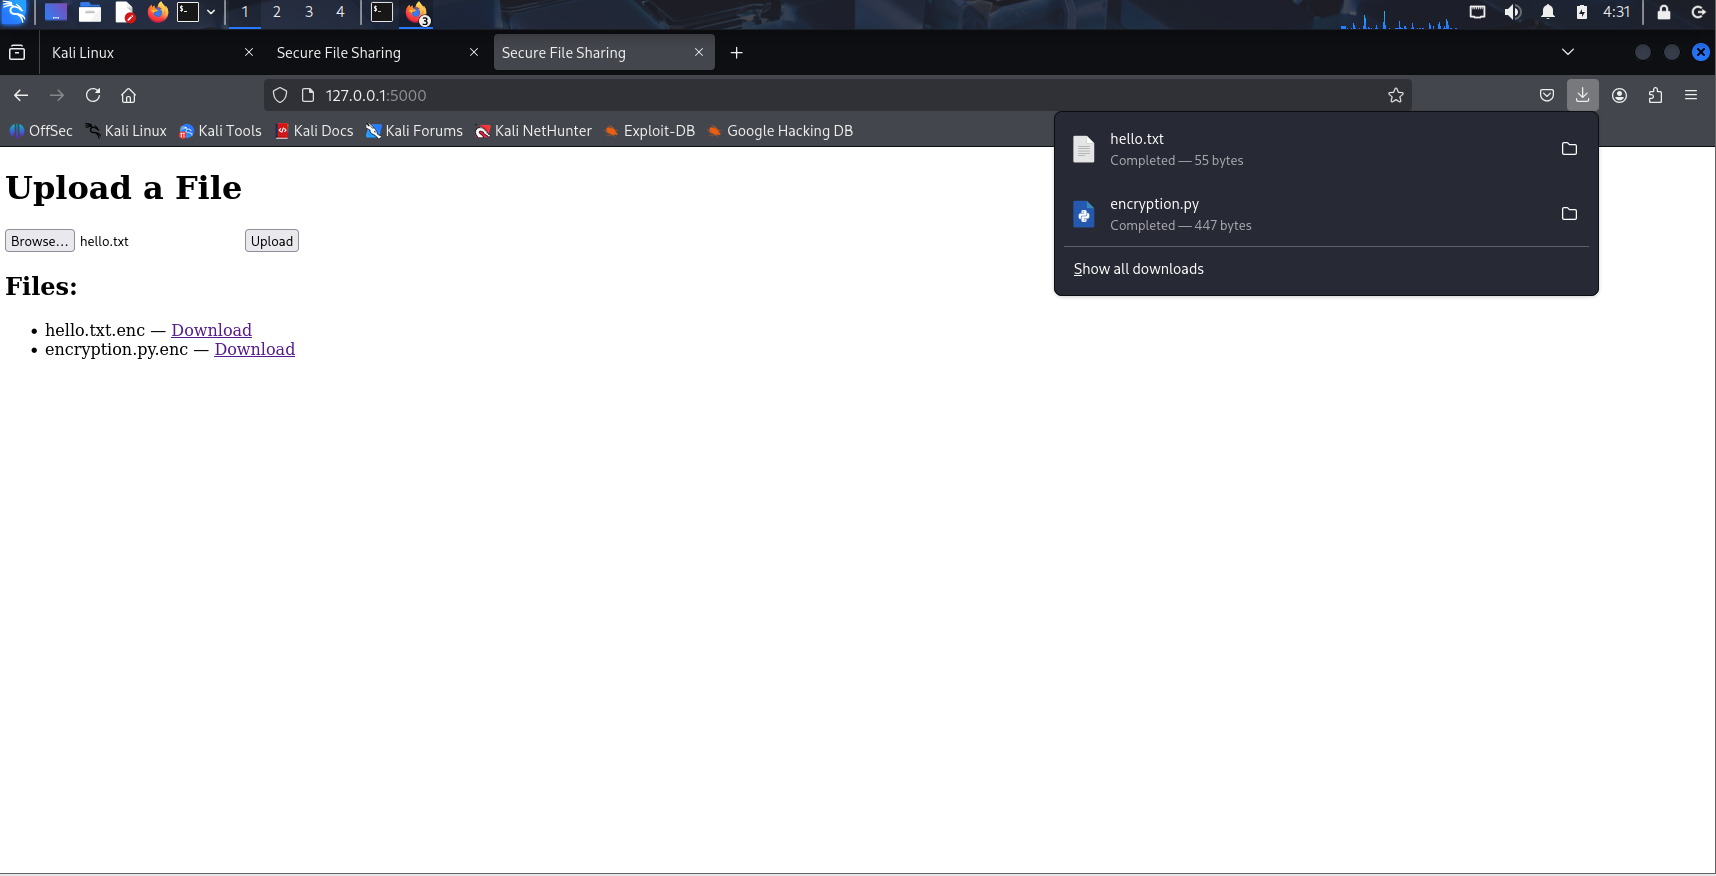 1 2 3 4 3 4:31
Kali Linux Secure File Sharing Secure File Sharing
127.0.0.1:5000
OffSec Kali Linux Kali Tools Kali Docs Kali Forums Kali NetHunter Exploit-DB Google Hacking DB
hello.txt
Completed — 55 bytes
encryption.py
Completed — 447 bytes
Show all downloads
Upload a File
Browse... hello.txt Upload
Files:
• hello.txt.enc — Download
• encryption.py.enc — Download